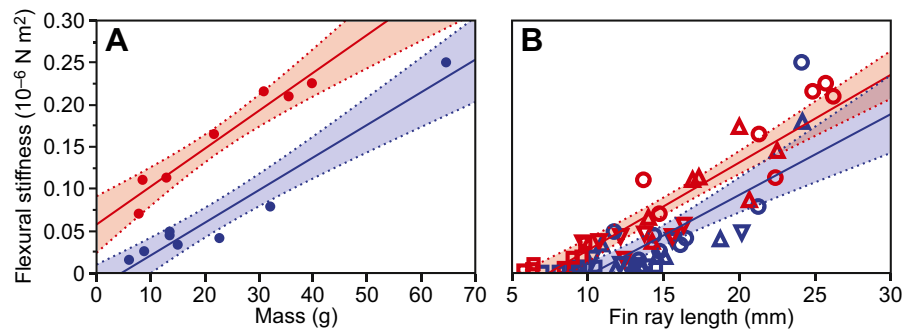 A
B
Flexural stiffness (10⁻⁶ N m²)
0.30
0.25
0.20
0.15
0.10
0.05
0
0 10 20 30 40 50 60 70
5 10 15 20 25 30
Mass (g)
Fin ray length (mm)